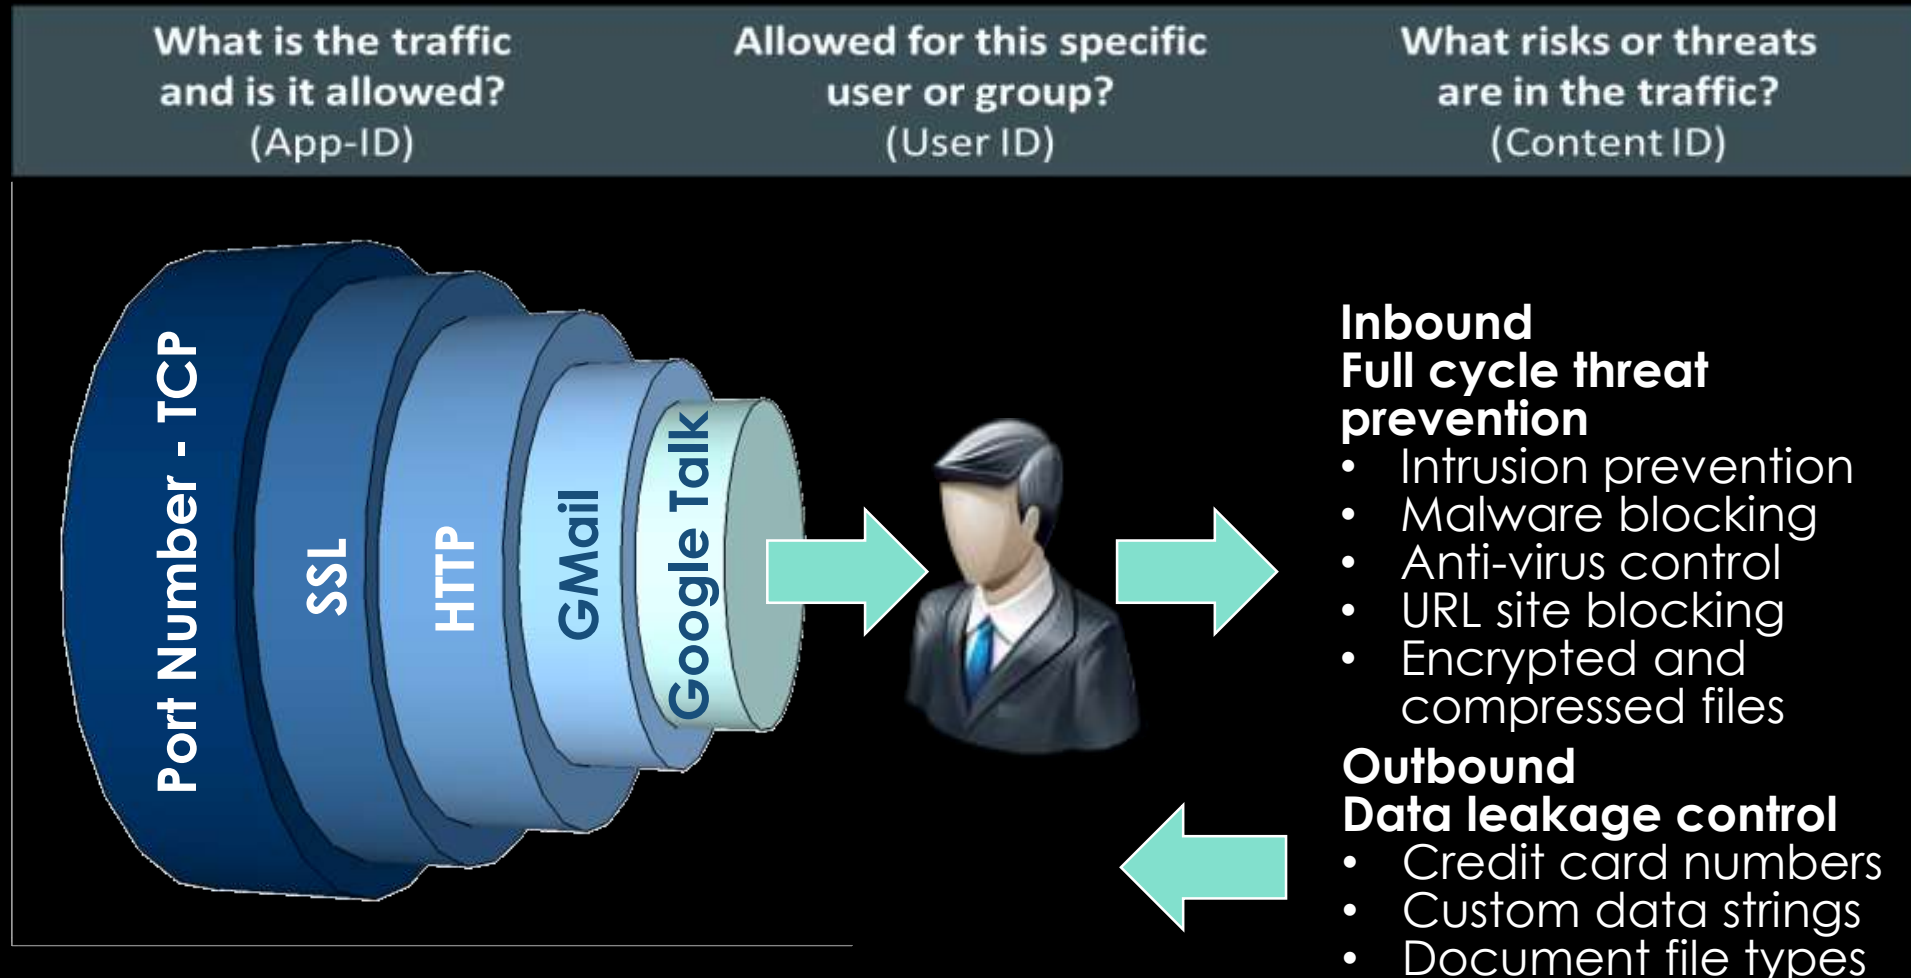 What is the traffic
and is it allowed?
(App-ID)
Allowed for this specific
user or group?
(User ID)
What risks or threats
are in the traffic?
(Content ID)
Port Number - TCP
SSL
HTTP
GMail
Google Talk
Inbound
Full cycle threat
prevention
• Intrusion prevention
• Malware blocking
• Anti-virus control
• URL site blocking
• Encrypted and
compressed files
Outbound
Data leakage control
• Credit card numbers
• Custom data strings
• Document file types